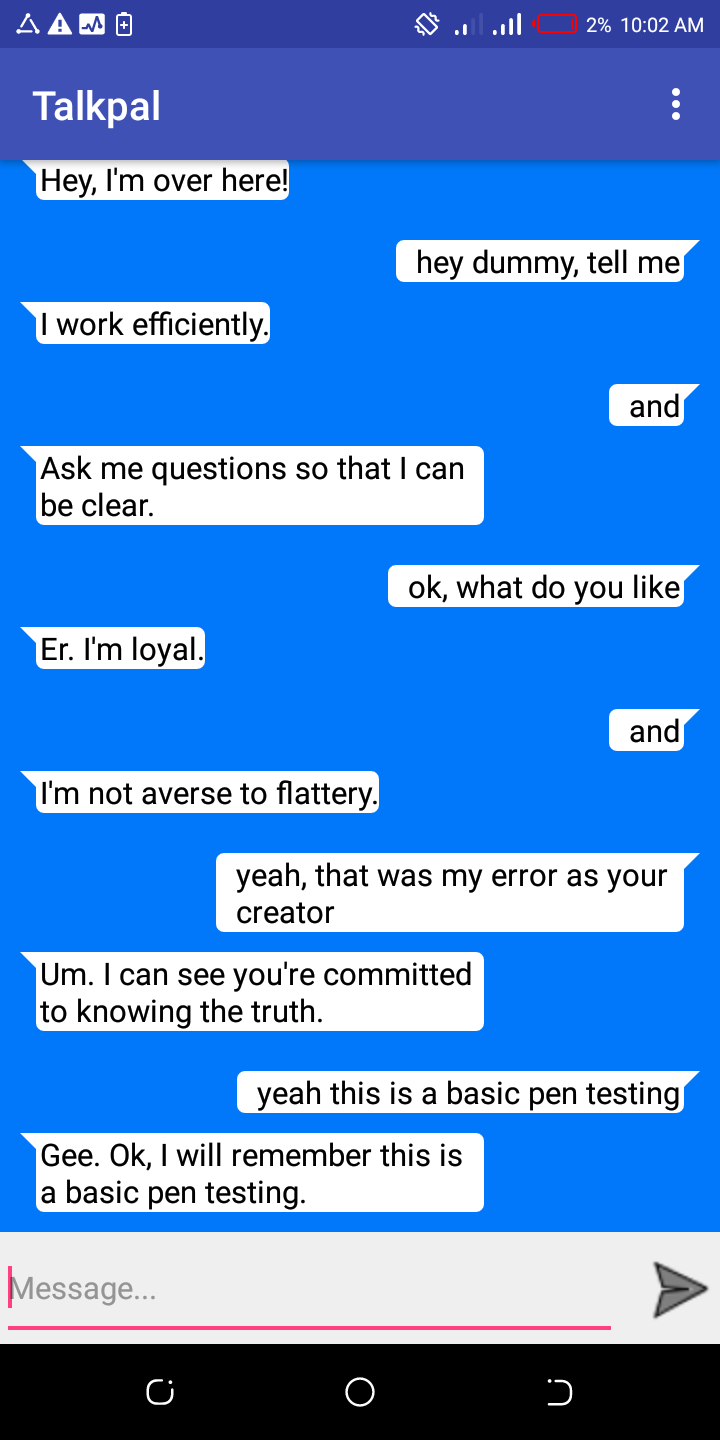 2% 10:02 AM
Talkpal
Hey, I'm over here!
hey dummy, tell me
I work efficiently.
and
Ask me questions so that I can
be clear.
ok, what do you like
Er. I'm loyal.
and
I'm not averse to flattery.
yeah, that was my error as your
creator
Um. I can see you're committed
to knowing the truth.
yeah this is a basic pen testing
Gee. Ok, I will remember this is
a basic pen testing.
Message...